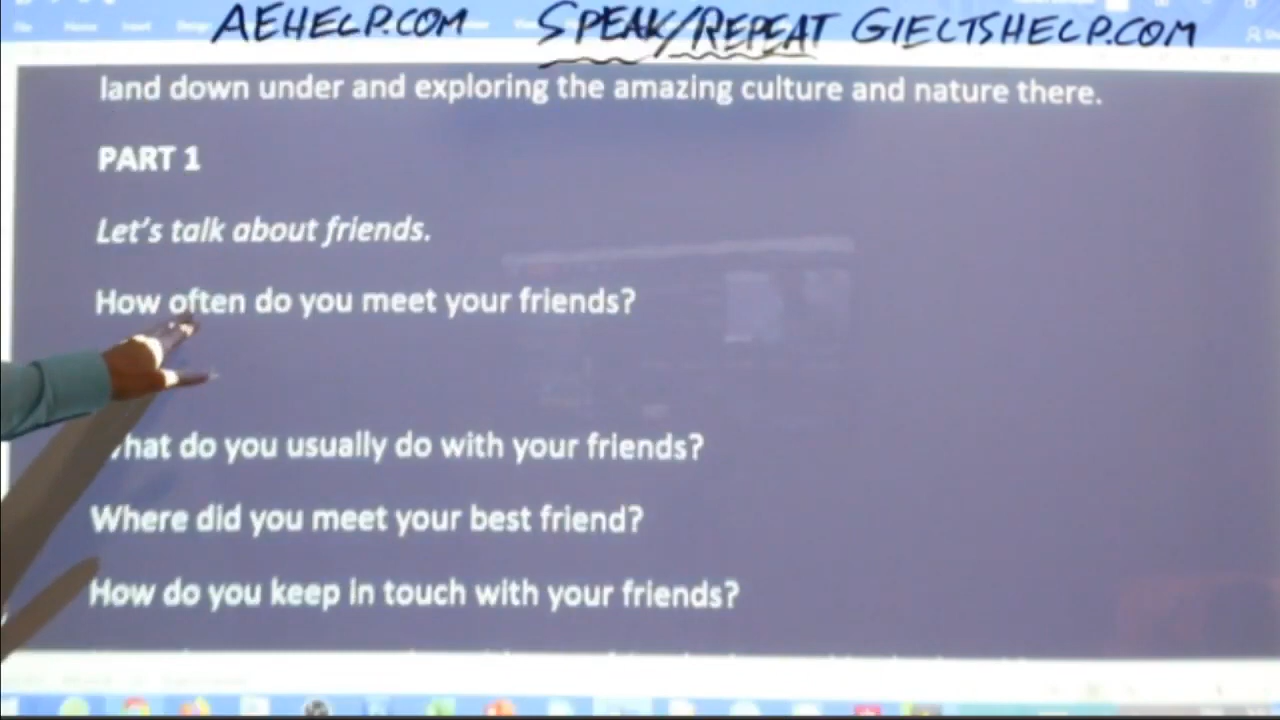 AEHELP.COM SPEAK/REPEAT GIELTSHELP.COM
land down under and exploring the amazing culture and nature there.
PART 1
Let's talk about friends.
How often do you meet your friends?
What do you usually do with your friends?
Where did you meet your best friend?
How do you keep in touch with your friends?